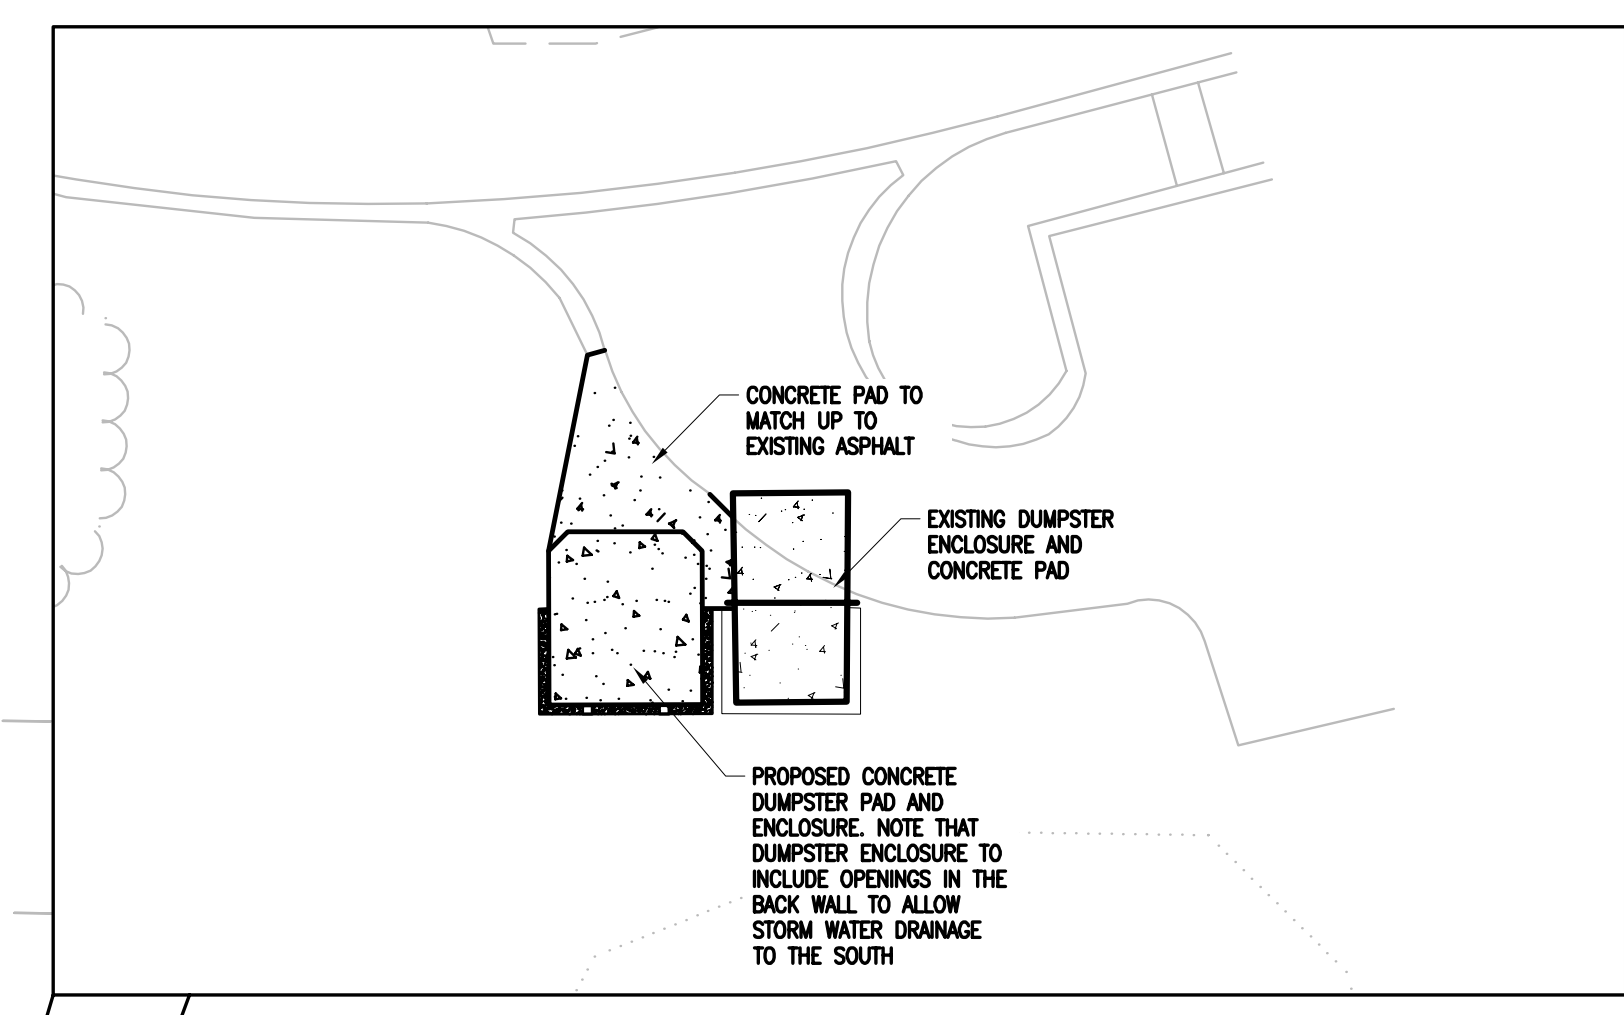 CONCRETE PAD TO
MATCH UP TO
EXISTING ASPHALT
EXISTING DUMPSTER
ENCLOSURE AND
CONCRETE PAD
PROPOSED CONCRETE
DUMPSTER PAD AND
ENCLOSURE. NOTE THAT
DUMPSTER ENCLOSURE TO
INCLUDE OPENINGS IN THE
BACK WALL TO ALLOW
STORM WATER DRAINAGE
TO THE SOUTH